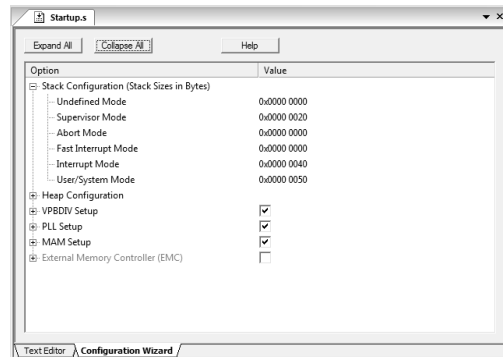 Startup.s
Expand All Collapse All Help
Option Value
Stack Configuration (Stack Sizes in Bytes)
Undefined Mode 0x0000 0000
Supervisor Mode 0x0000 0020
Abort Mode 0x0000 0000
Fast Interrupt Mode 0x0000 0000
Interrupt Mode 0x0000 0040
User/System Mode 0x0000 0050
Heap Configuration
VPBDIV Setup
PLL Setup
MAM Setup
External Memory Controller (EMC)
Text Editor Configuration Wizard